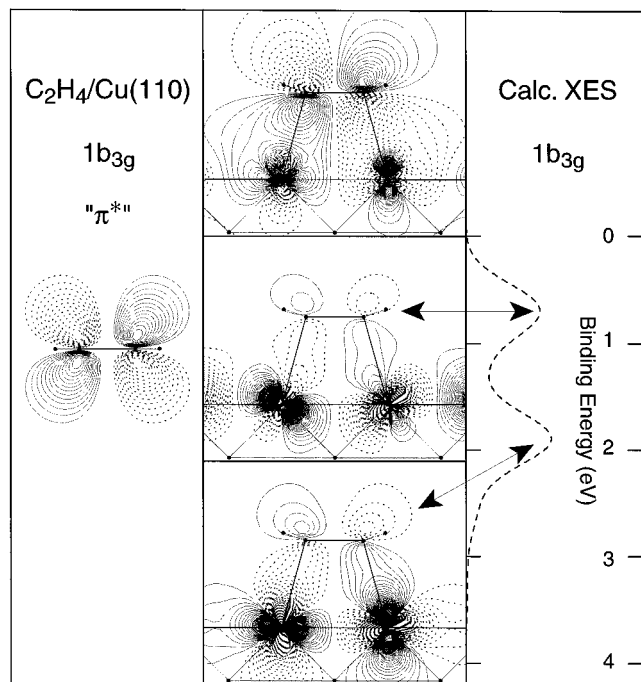 C₂H₄/Cu(110)
1b₃g
"π*"
Calc. XES
1b₃g
0
1
2
3
4
Binding Energy (eV)